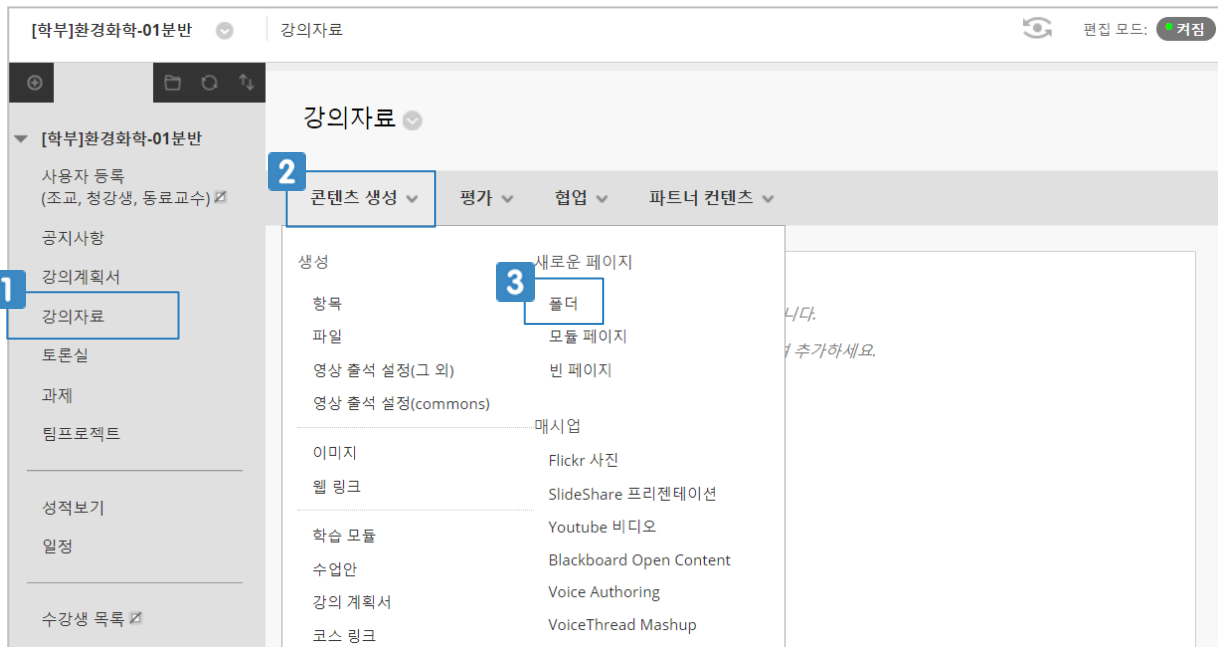 [학부]환경화학-01분반
강의자료
편집 모드: 켜짐
[학부]환경화학-01분반
사용자 등록
(조교, 청강생, 동료교수)
공지사항
강의계획서
1
강의자료
토론실
과제
팀프로젝트
성적보기
일정
수강생 목록
강의자료
2
콘텐츠 생성
평가
협업
파트너 컨텐츠
생성
항목
파일
영상 출석 설정(그 외)
영상 출석 설정(commons)
이미지
웹 링크
학습 모듈
수업안
강의 계획서
코스 링크
새로운 페이지
3
폴더
모듈 페이지
빈 페이지
매시업
Flickr 사진
SlideShare 프리젠테이션
Youtube 비디오
Blackboard Open Content
Voice Authoring
VoiceThread Mashup
니다.
추가하세요.